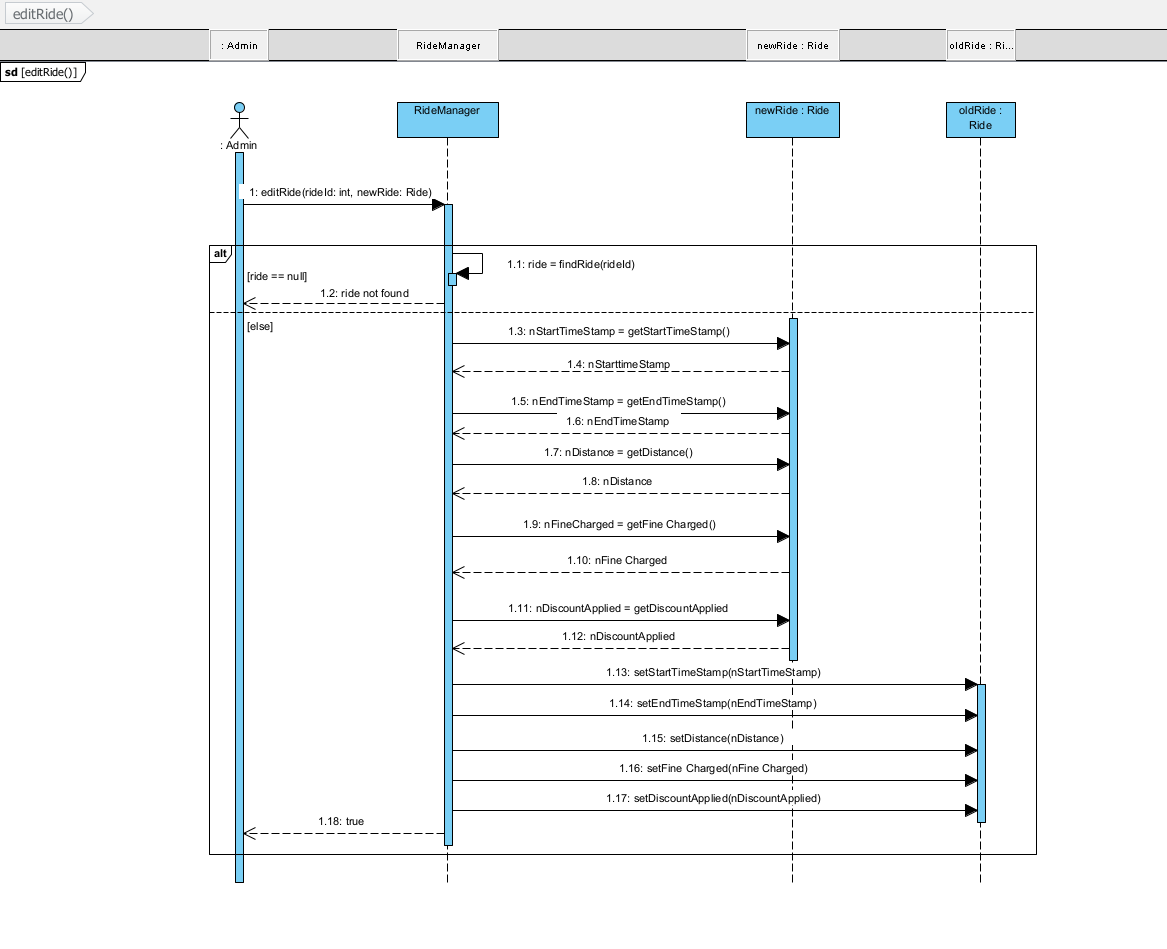 editRide()
: Admin
RideManager
newRide : Ride
oldRide : Ri...
sd [editRide()]
RideManager
newRide : Ride
oldRide :
Ride
: Admin
1: editRide(rideId: int, newRide: Ride)
alt
1.1: ride = findRide(rideId)
[ride == null]
1.2: ride not found
[else]
1.3: nStartTimeStamp = getStartTimeStamp()
1.4: nStarttimeStamp
1.5: nEndTimeStamp = getEndTimeStamp()
1.6: nEndTimeStamp
1.7: nDistance = getDistance()
1.8: nDistance
1.9: nFineCharged = getFine Charged()
1.10: nFine Charged
1.11: nDiscountApplied = getDiscountApplied
1.12: nDiscountApplied
1.13: setStartTimeStamp(nStartTimeStamp)
1.14: setEndTimeStamp(nEndTimeStamp)
1.15: setDistance(nDistance)
1.16: setFine Charged(nFine Charged)
1.17: setDiscountApplied(nDiscountApplied)
1.18: true